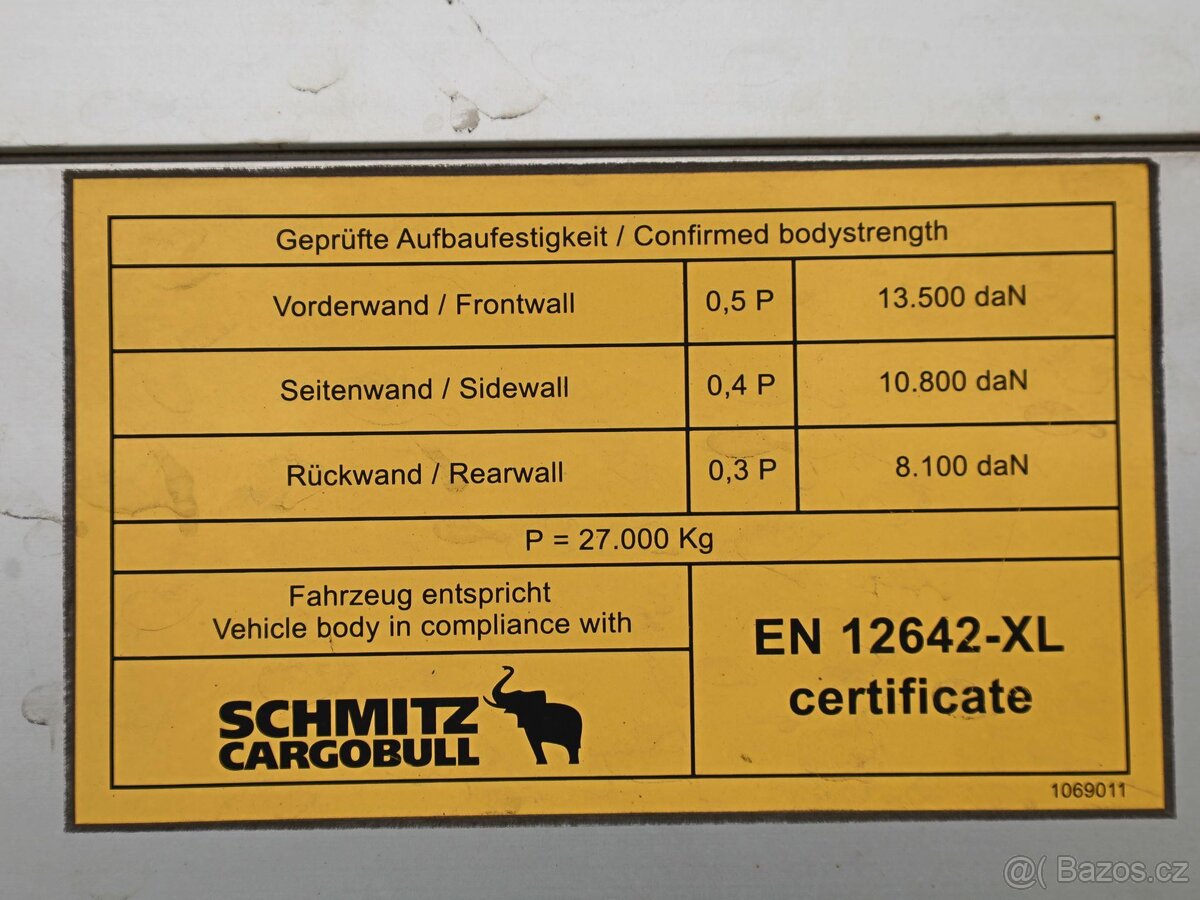 Geprüfte Aufbaufestigkeit / Confirmed bodystrength
Vorderwand / Frontwall 0,5 P 13.500 daN
Seitenwand / Sidewall 0,4 P 10.800 daN
Rückwand / Rearwall 0,3 P 8.100 daN
P = 27.000 Kg
Fahrzeug entspricht
Vehicle body in compliance with
EN 12642-XL
certificate
SCHMITZ
CARGOBULL
1069011
@( Bazos.cz